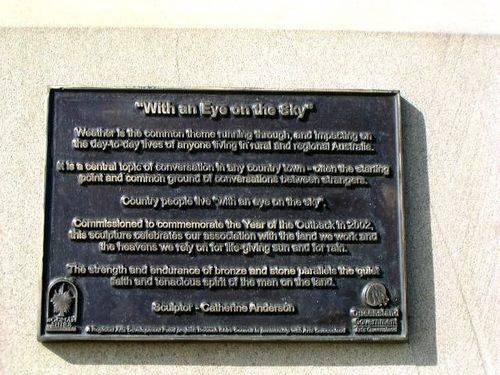 "With an Eye on the Sky"
Weather is the common theme running through, and impacting on
the day-to-day lives of anyone living in rural and regional Australia.
It is a central topic of conversation in any country town - often the starting
point and common ground of conversations between strangers.
Country people live "with an eye on the sky".
Commissioned to commemorate the Year of the Outback in 2002,
this sculpture celebrates our association with the land we work and
the heavens we rely on for life-giving sun and for rain.
The strength and endurance of bronze and stone parallels the quiet
faith and tenacious spirit of the man on the land.
Sculptor - Catherine Anderson
Queensland
Government
Arts Queensland